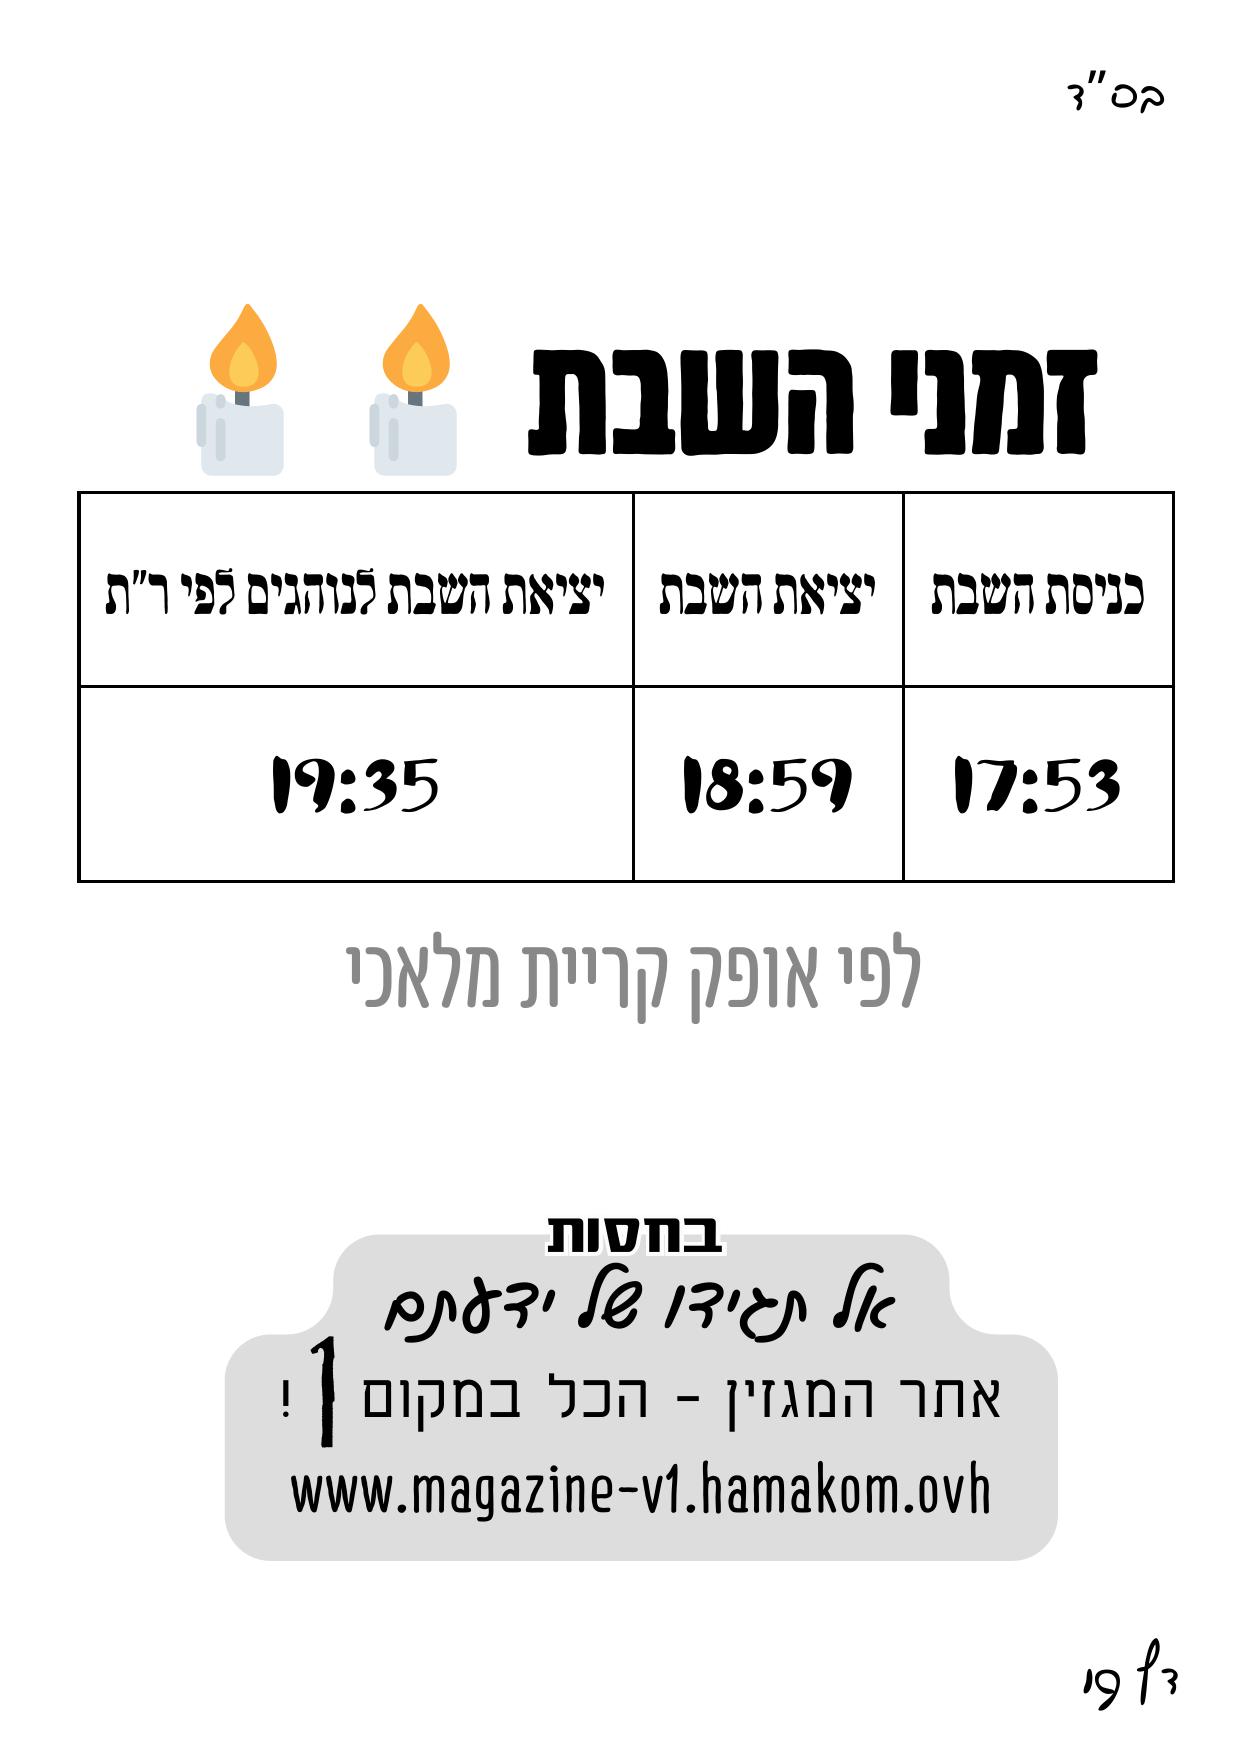 בס"ד
זמני השבת
כניסת השבת
יציאת השבת
יציאת השבת לנוהגים לפי ר"ת
17:53
18:59
19:35
לפי אופק קריית מלאכי
בחסות
אל תגידו של ידעתם
אתר המגזין - הכל במקום 1 !
www.magazine-v1.hamakom.ovh
דף 19